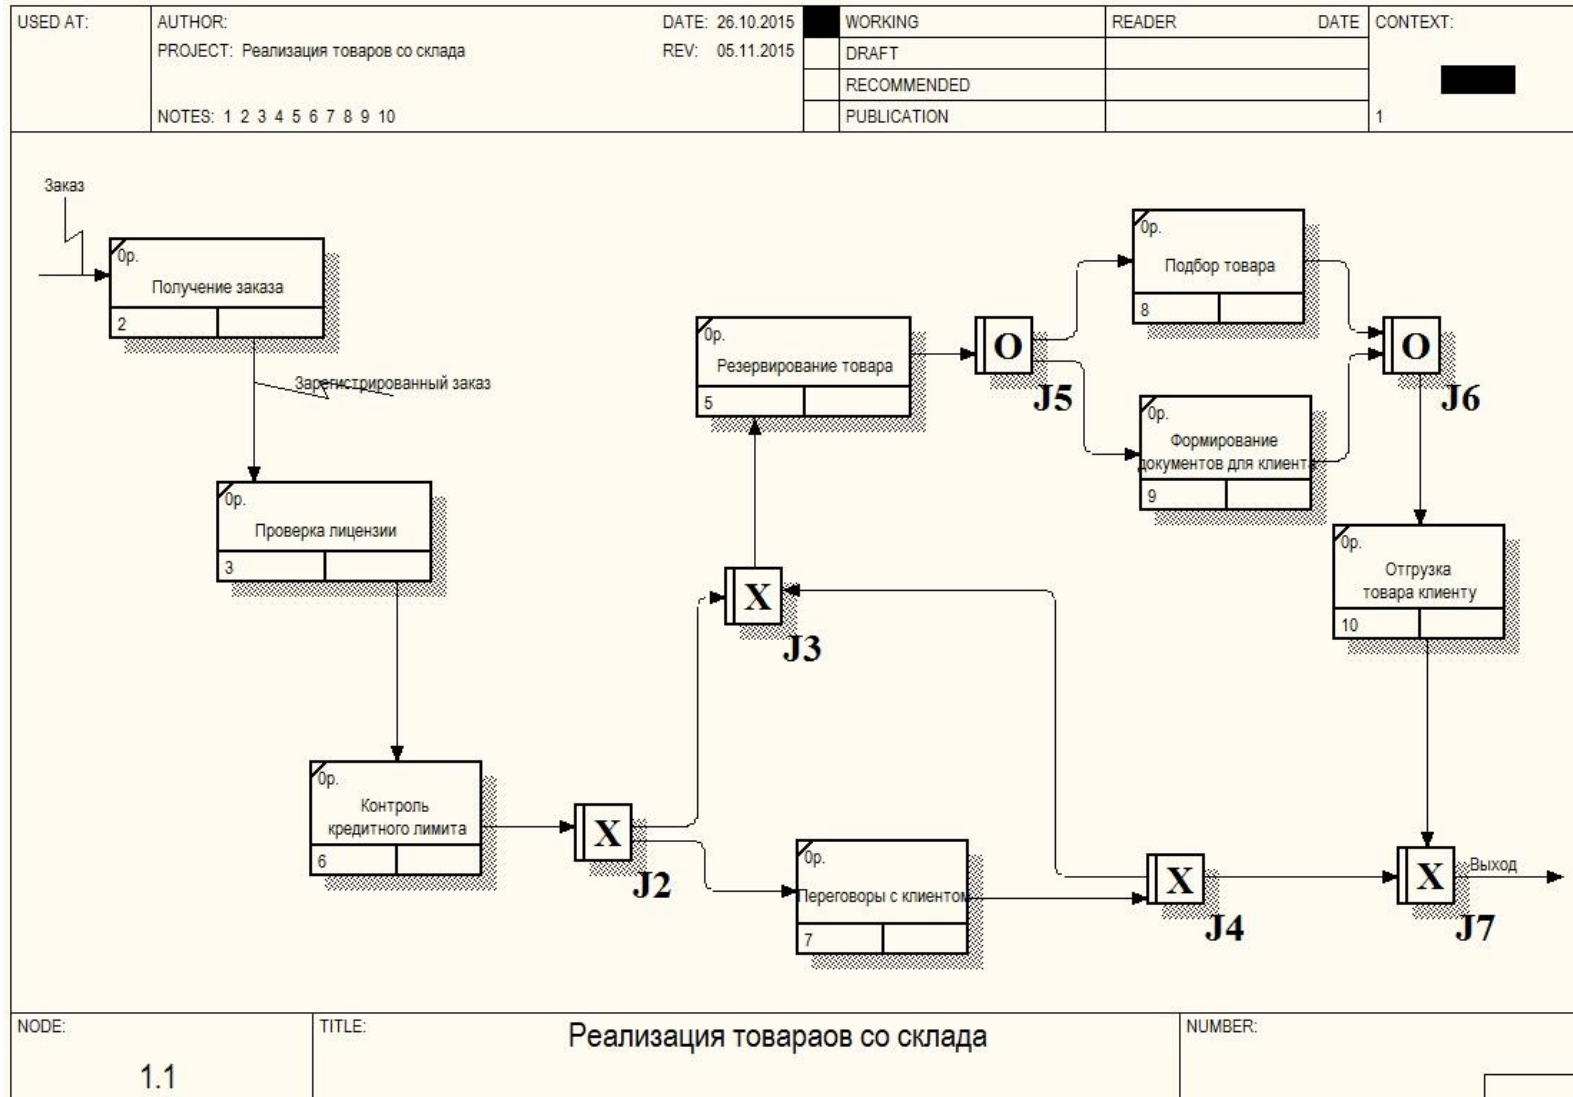 USED AT:
AUTHOR:
DATE: 26.10.2015
WORKING
READER
DATE
CONTEXT:
PROJECT: Реализация товаров со склада
REV: 05.11.2015
DRAFT
RECOMMENDED
NOTES: 1 2 3 4 5 6 7 8 9 10
PUBLICATION
1
Заказ
0р.
Получение заказа
2
Зарегистрированный заказ
0р.
Проверка лицензии
3
0р.
Контроль
кредитного лимита
6
X
J2
X
J3
0р.
Резервирование товара
5
O
J5
0р.
Подбор товара
8
0р.
Формирование
документов для клиент
9
O
J6
0р.
Отгрузка
товара клиенту
10
0р.
Переговоры с клиентом
7
X
J4
X
J7
Выход
NODE:
1.1
TITLE:
Реализация товараов со склада
NUMBER: